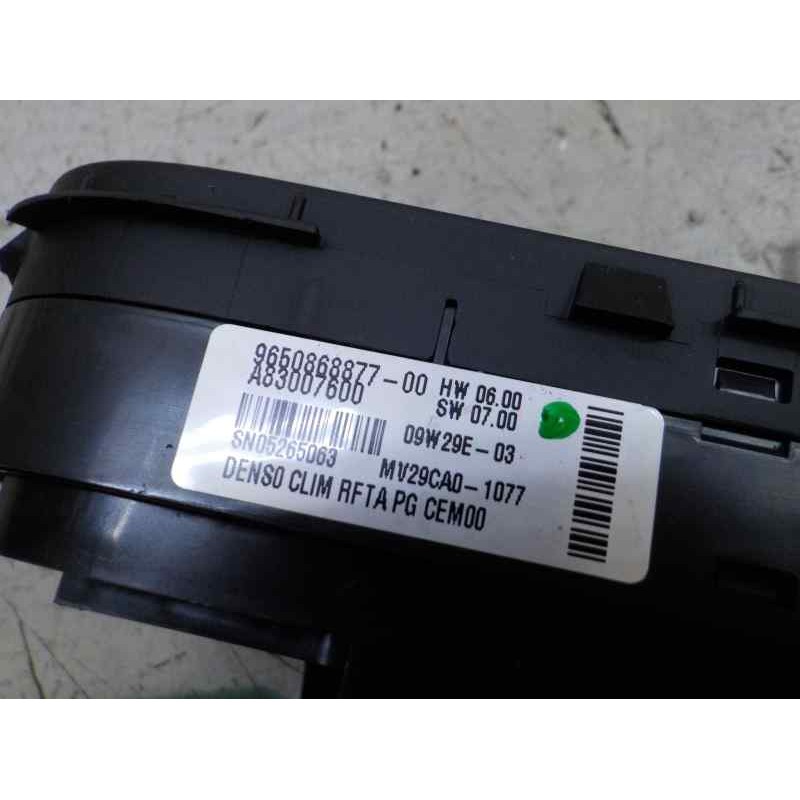 9650868877-00 HW 06.00
A83007600 SW 07.00
09W29E-03
SN05265063 MV29CA0-1077
DENSO CLIM RFTA PG CEM00